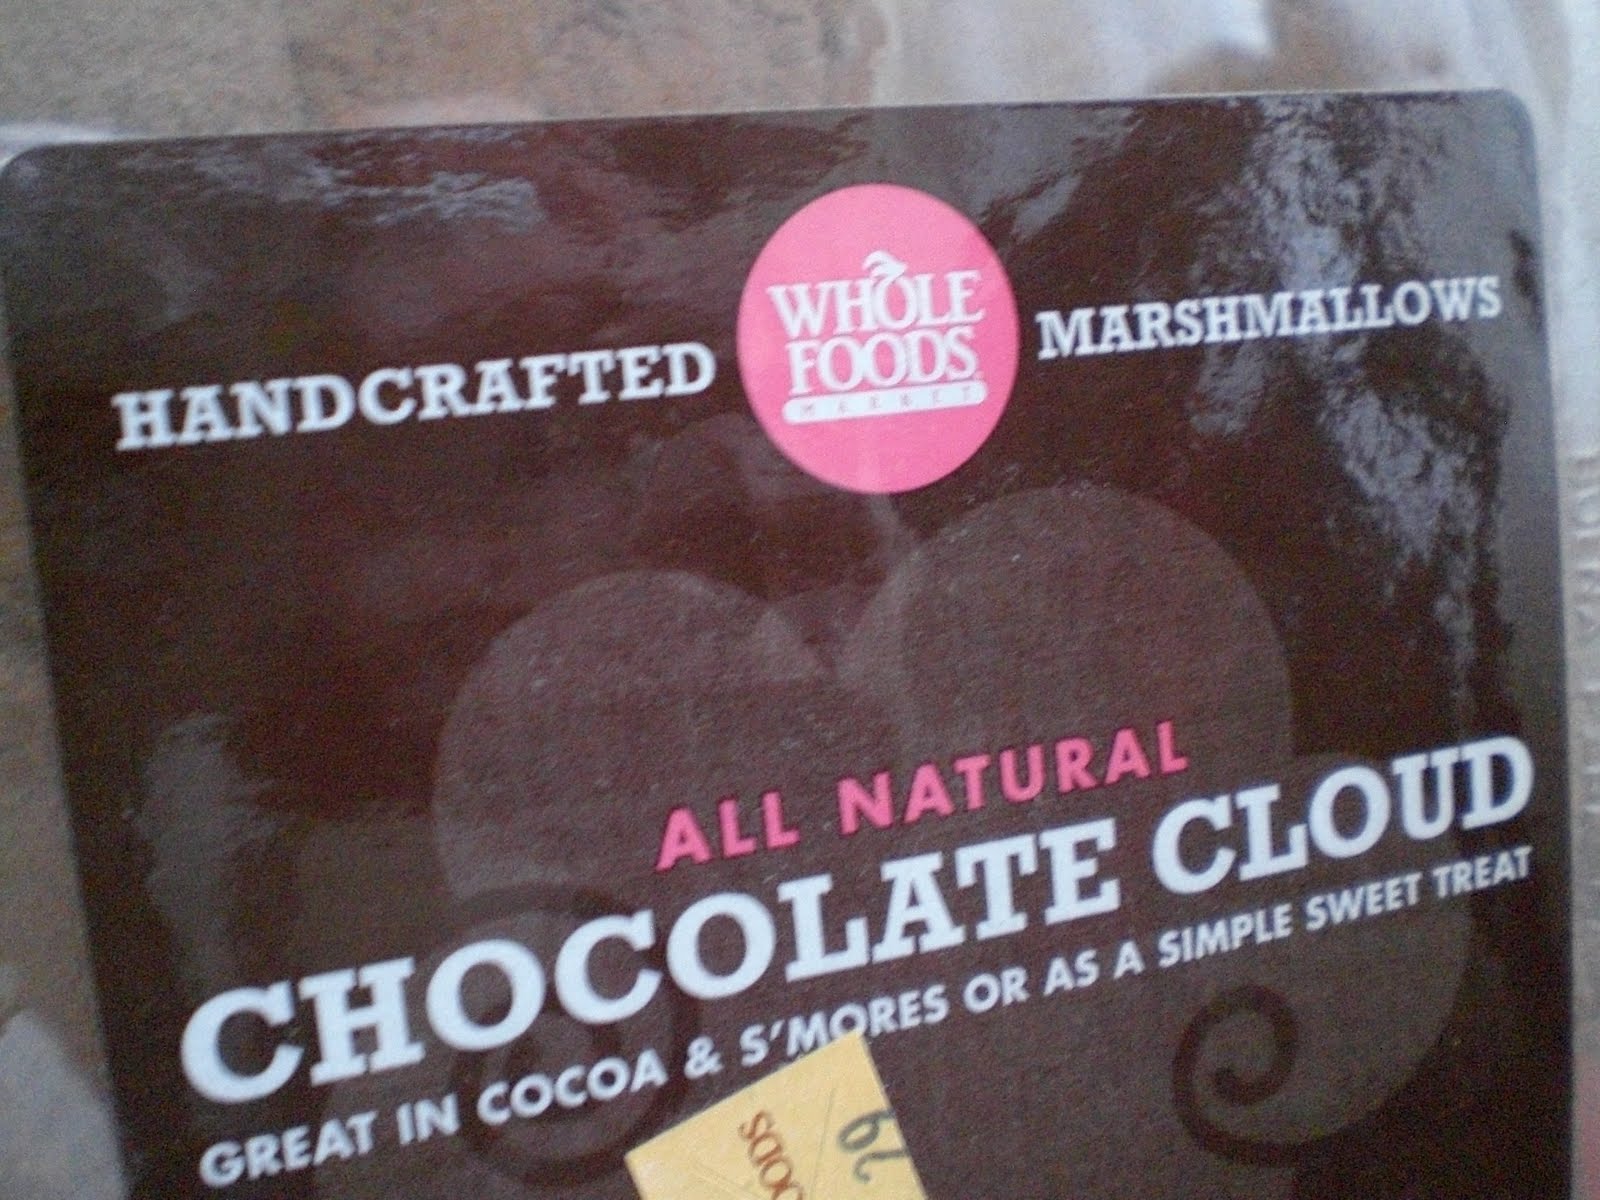 HANDCRAFTED
WHOLE
FOODS
MARKET
MARSHMALLOWS
ALL NATURAL
CHOCOLATE CLOUD
GREAT IN COCOA & S'MORES OR AS A SIMPLE SWEET TREAT